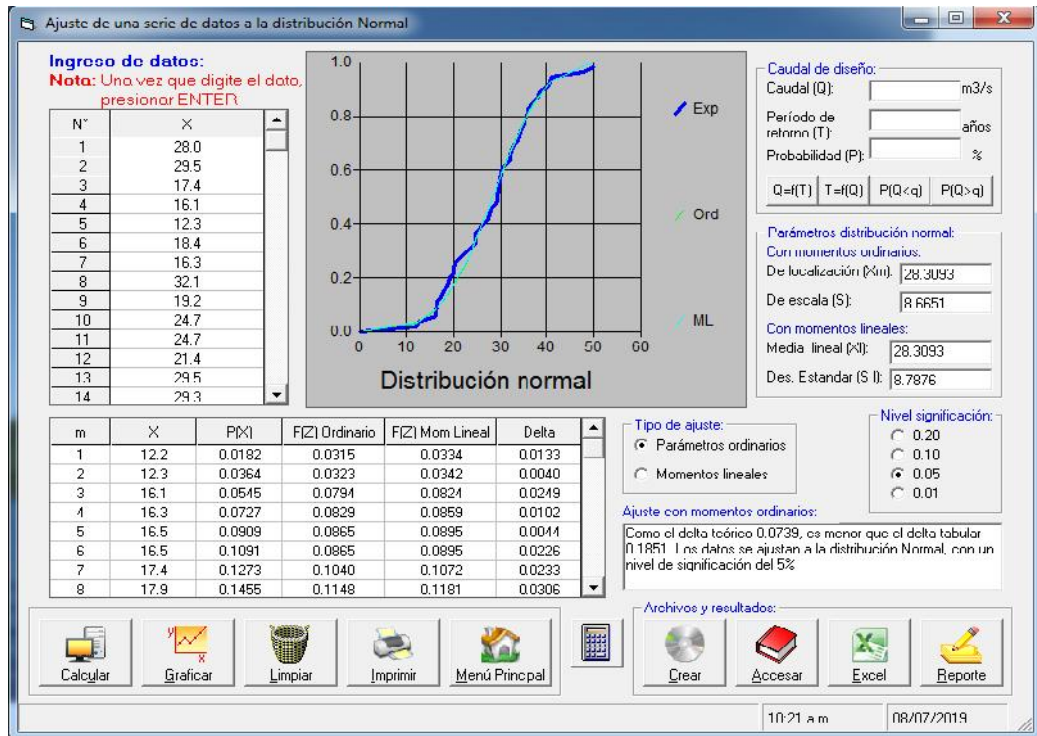 Ajuste de una serie de datos a la distribución Normal
Ingreso de datos:
Nota: Una vez que digite el dato,
presionar ENTER
N° X
1 28.0
2 29.5
3 17.4
4 16.1
5 12.3
6 18.4
7 16.3
8 32.1
9 19.2
10 24.7
11 24.7
12 21.4
13 29.5
14 29.3
1.0
0.8
0.6
0.4
0.2
0.0
0 10 20 30 40 50 60
Distribución normal
Exp
Ord
ML
Caudal de diseño:
Caudal (Q): m3/s
Período de
retorno (T): años
Probabilidad (P): %
Q=f(T) T=f(Q) P(Q<q) P(Q>q)
Parámetros distribución normal:
Con momentos ordinarios:
De localización (Xm): 28.3093
De escala (S): 8.6651
Con momentos lineales:
Media lineal (Xl): 28.3093
Des. Estandar (S l): 8.7876
m X P(X) F(Z) Ordinario F(Z) Mom Lineal Delta
1 12.2 0.0182 0.0315 0.0334 0.0133
2 12.3 0.0364 0.0323 0.0342 0.0040
3 16.1 0.0545 0.0794 0.0824 0.0249
4 16.3 0.0727 0.0829 0.0859 0.0102
5 16.5 0.0909 0.0865 0.0895 0.0044
6 16.5 0.1091 0.0865 0.0895 0.0226
7 17.4 0.1273 0.1040 0.1072 0.0233
8 17.9 0.1455 0.1148 0.1181 0.0306
Tipo de ajuste:
Parámetros ordinarios
Momentos lineales
Nivel significación:
0.20
0.10
0.05
0.01
Ajuste con momentos ordinarios:
Como el delta teórico 0.0739, es menor que el delta tabular
0.1851. Los datos se ajustan a la distribución Normal, con un
nivel de significación del 5%
Calcular Graficar Limpiar Imprimir Menú Principal
Archivos y resultados:
Crear Accesar Excel Reporte
10:21 a.m. 08/07/2019